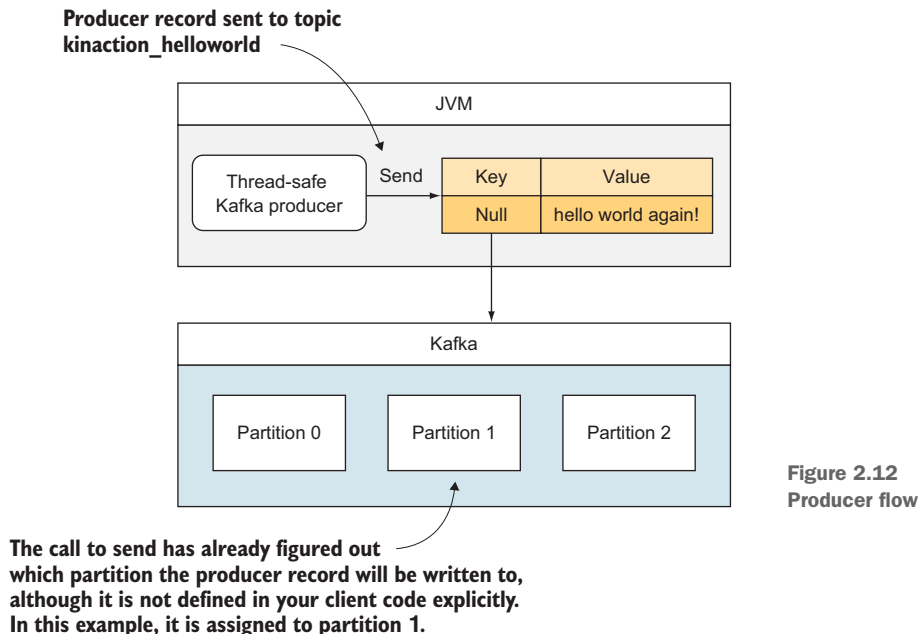 Producer record sent to topic
kinaction_helloworld
JVM
Thread-safe
Kafka producer
Send
Key
Value
Null
hello world again!
Kafka
Partition 0
Partition 1
Partition 2
Figure 2.12
Producer flow
The call to send has already figured out
which partition the producer record will be written to,
although it is not defined in your client code explicitly.
In this example, it is assigned to partition 1.